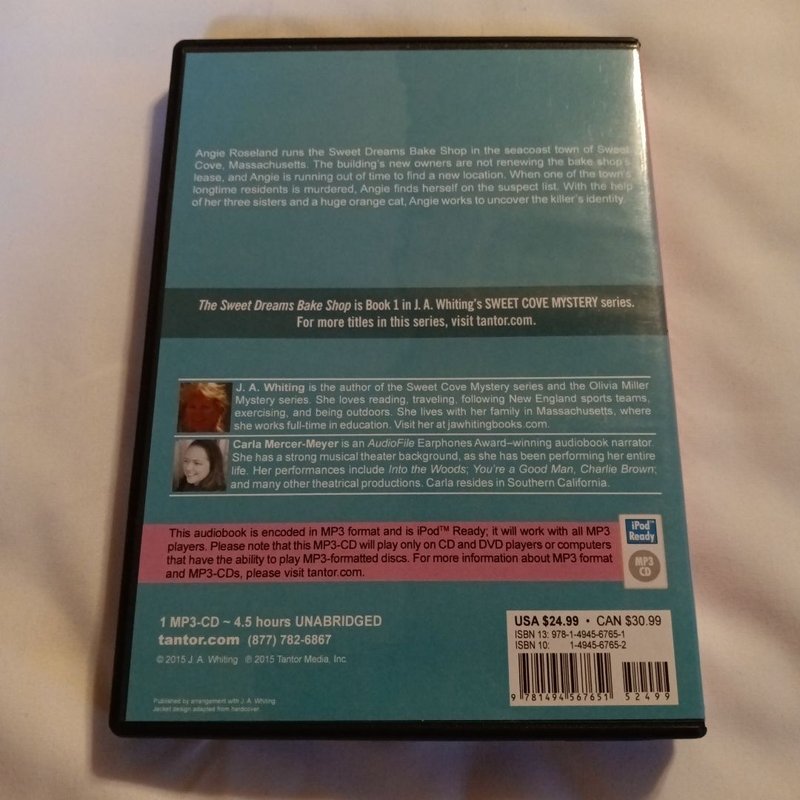 Angie Roseland runs the Sweet Dreams Bake Shop in the seacoast town of Sweet
Cove, Massachusetts. The building's new owners are not renewing the bake shop's
lease, and Angie is running out of time to find a new location. When one of the town's
longtime residents is murdered, Angie finds herself on the suspect list. With the help
of her three sisters and a huge orange cat, Angie works to uncover the killer's identity.
The Sweet Dreams Bake Shop is Book 1 in J. A. Whiting's SWEET COVE MYSTERY series.
For more titles in this series, visit tantor.com.
J. A. Whiting is the author of the Sweet Cove Mystery series and the Olivia Miller
Mystery series. She loves reading, traveling, following New England sports teams,
exercising, and being outdoors. She lives with her family in Massachusetts, where
she works full-time in education. Visit her at jawhitingbooks.com.
Carla Mercer-Meyer is an AudioFile Earphones Award–winning audiobook narrator.
She has a strong musical theater background, as she has been performing her entire
life. Her performances include Into the Woods; You're a Good Man, Charlie Brown;
and many other theatrical productions. Carla resides in Southern California.
This audiobook is encoded in MP3 format and is iPod™ Ready; it will work with all MP3
players. Please note that this MP3-CD will play only on CD and DVD players or computers
that have the ability to play MP3-formatted discs. For more information about MP3 format
and MP3-CDs, please visit tantor.com.
iPod™
Ready
MP3
CD
1 MP3-CD ~ 4.5 hours UNABRIDGED
tantor.com (877) 782-6867
© 2015 J. A. Whiting ℗ 2015 Tantor Media, Inc.
Published by arrangement with J. A. Whiting.
Jacket design adapted from hardcover.
USA $24.99 • CAN $30.99
ISBN 13: 978-1-4945-6765-1
ISBN 10: 1-4945-6765-2
9 781494 567651
52499